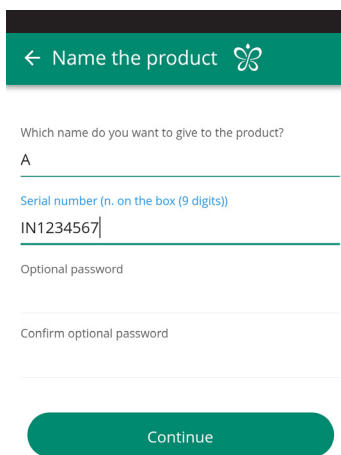 Name the product
Which name do you want to give to the product?
A
Serial number (n. on the box (9 digits))
IN1234567
Optional password
Confirm optional password
Continue